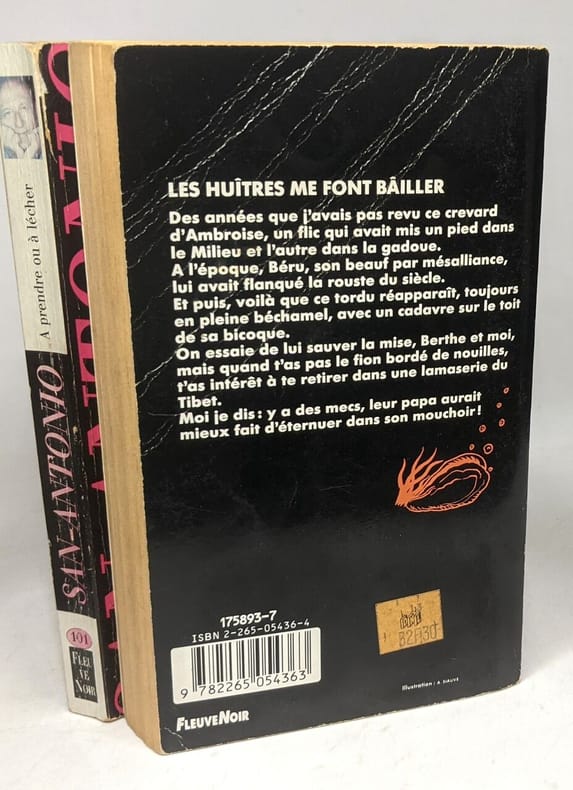 A prendre ou à lécher
SAN-ANTONIO
101
FLEU
VE
NOIR
LES HUÎTRES ME FONT BÂILLER
Des années que j'avais pas revu ce crevard
d'Ambroise, un flic qui avait mis un pied dans
le Milieu et l'autre dans la gadoue.
A l'époque, Béru, son beauf par mésalliance,
lui avait flanqué la rouste du siècle.
Et puis, voilà que ce tordu réapparaît, toujours
en pleine béchamel, avec un cadavre sur le toit
de sa bicoque.
On essaie de lui sauver la mise, Berthe et moi,
mais quand t'as pas le fion bordé de nouilles,
t'as intérêt à te retirer dans une lamaserie du
Tibet.
Moi je dis : y a des mecs, leur papa aurait
mieux fait d'éternuer dans son mouchoir !
175893-7
ISBN 2-265-05436-4
9 782265 054363
FLEUVE NOIR
Illustration : A. SIAUVE